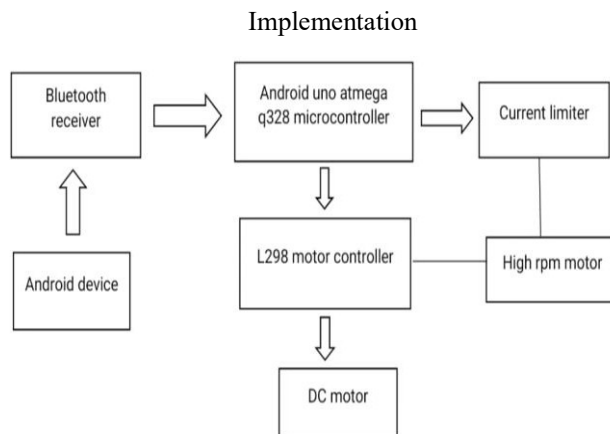 Implementation
Bluetooth
receiver
Android uno atmega
q328 microcontroller
Current limiter
Android device
L298 motor controller
High rpm motor
DC motor